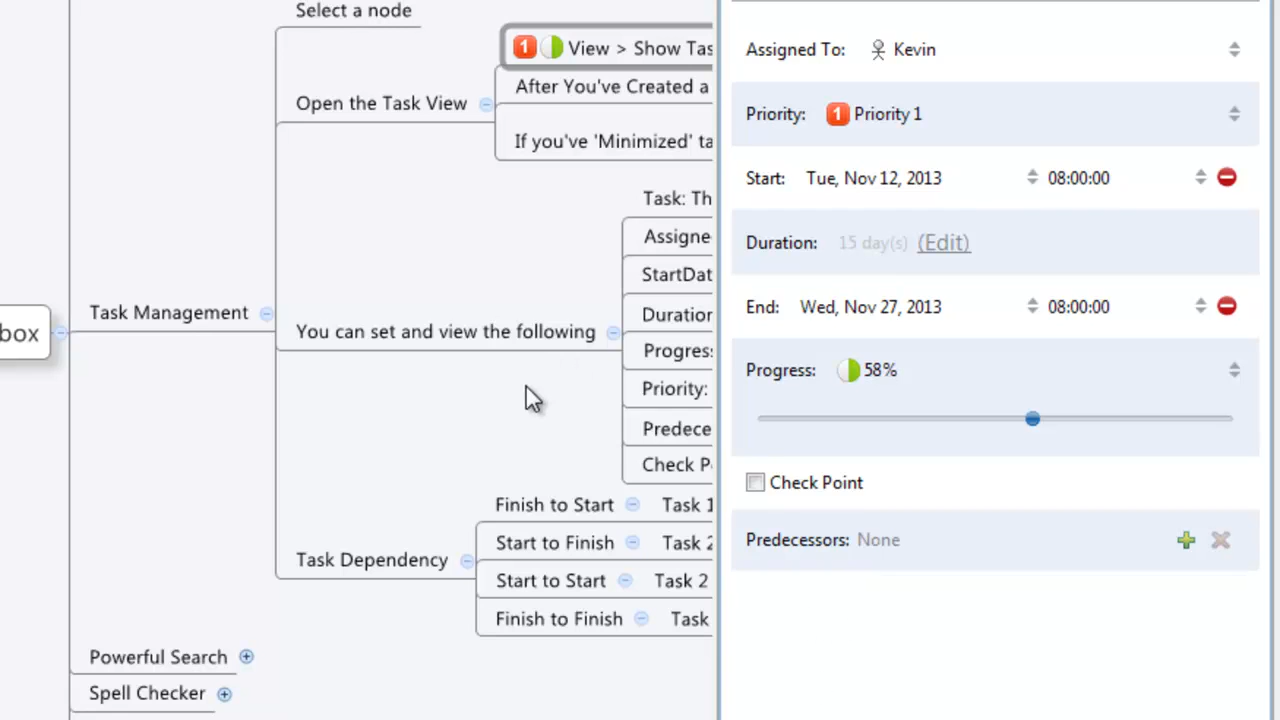 Select a node
1 View > Show Tas
After You've Created a
Open the Task View
If you've 'Minimized' ta
Task: Th
Assigne
StartDat
Task Management
Duration
box
You can set and view the following
Progress
Priority:
Predece
Check P
Finish to Start Task 1
Start to Finish Task 2
Task Dependency
Start to Start Task 2
Finish to Finish Task
Powerful Search
Spell Checker
Assigned To: Kevin
Priority: 1 Priority 1
Start: Tue, Nov 12, 2013 08:00:00
Duration: 15 day(s) (Edit)
End: Wed, Nov 27, 2013 08:00:00
Progress: 58%
Check Point
Predecessors: None